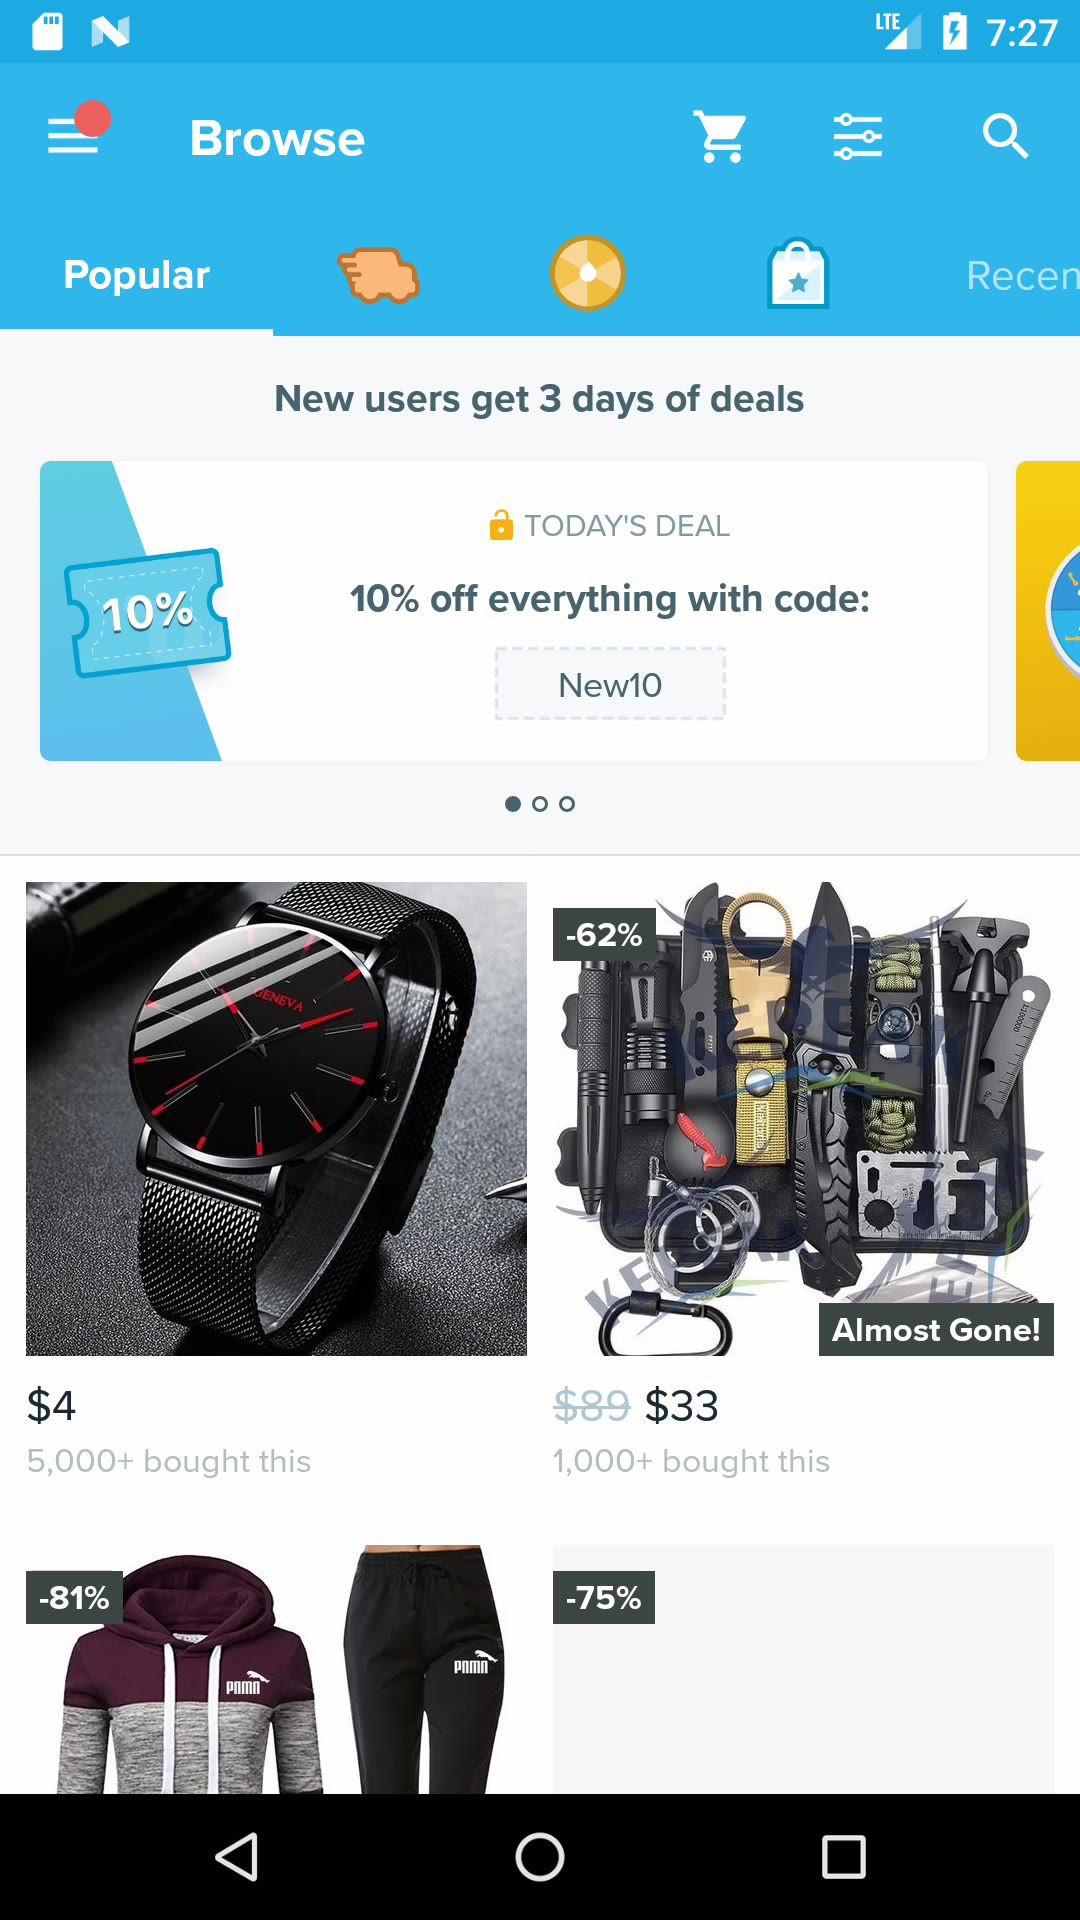 LTE 7:27
Browse
Popular
Recen
New users get 3 days of deals
TODAY'S DEAL
10% off everything with code:
10%
New10
GENEVA
-62%
Almost Gone!
$4
$89 $33
5,000+ bought this
1,000+ bought this
-81%
-75%
PNMA
PNMA